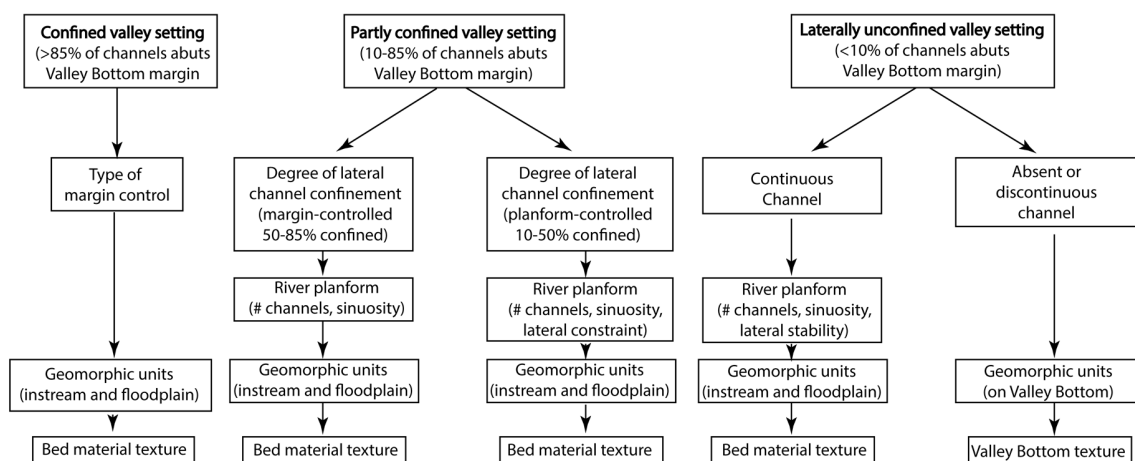 Confined valley setting
(>85% of channels abuts
Valley Bottom margin
Partly confined valley setting
(10-85% of channels abuts
Valley Bottom margin)
Laterally unconfined valley setting
(<10% of channels abuts
Valley Bottom margin)
Type of
margin control
Degree of lateral
channel confinement
(margin-controlled
50-85% confined)
Degree of lateral
channel confinement
(planform-controlled
10-50% confined)
Continuous
Channel
Absent or
discontinuous
channel
River planform
(# channels, sinuosity)
River planform
(# channels, sinuosity,
lateral constraint)
River planform
(# channels, sinuosity,
lateral stability)
Geomorphic units
(instream and floodplain)
Geomorphic units
(instream and floodplain)
Geomorphic units
(instream and floodplain)
Geomorphic units
(instream and floodplain)
Geomorphic units
(on Valley Bottom)
Bed material texture
Bed material texture
Bed material texture
Bed material texture
Valley Bottom texture